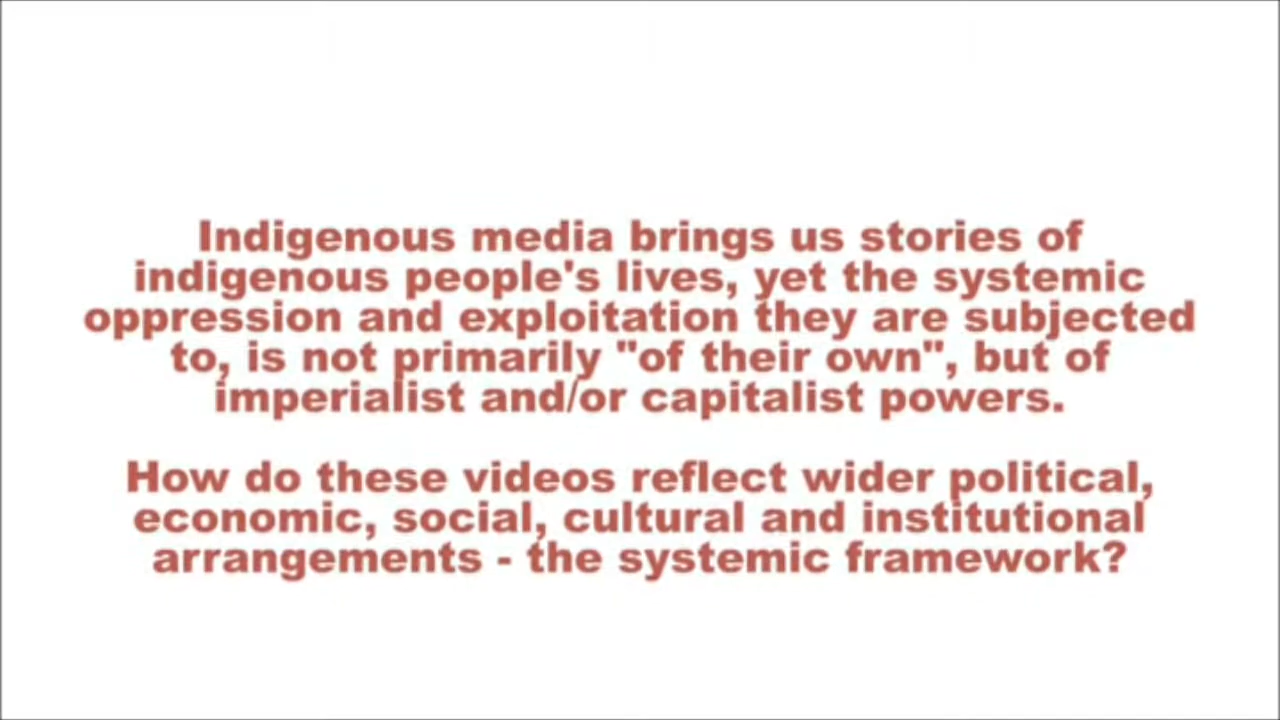 Indigenous media brings us stories of
indigenous people's lives, yet the systemic
oppression and exploitation they are subjected
to, is not primarily "of their own", but of
imperialist and/or capitalist powers.
How do these videos reflect wider political,
economic, social, cultural and institutional
arrangements - the systemic framework?